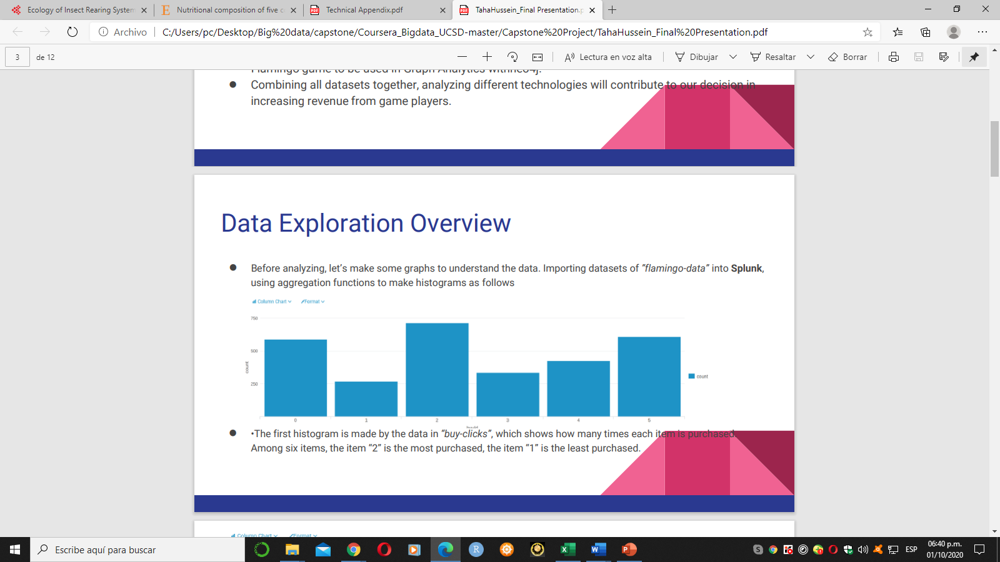 Ecology of Insect Rearing System
Nutritional composition of five c
Technical Appendix.pdf
TahaHussein_Final Presentation.p
Archivo
C:/Users/pc/Desktop/Big%20data/capstone/Coursera_Bigdata_UCSD-master/Capstone%20Project/TahaHussein_Final%20Presentation.pdf
3 de 12
Lectura en voz alta
Dibujar
Resaltar
Borrar
Flamingo game to be used in Graph Analytics withneo4j.
Combining all datasets together, analyzing different technologies will contribute to our decision in
increasing revenue from game players.
Data Exploration Overview
Before analyzing, let's make some graphs to understand the data. Importing datasets of "flamingo-data" into Splunk,
using aggregation functions to make histograms as follows
Column Chart Format
750
500
250
count
0 1 2 3 4 5
count
•The first histogram is made by the data in "buy-clicks", which shows how many times each item is purchased.
Among six items, the item "2" is the most purchased, the item "1" is the least purchased.
Column Chart Format
Escribe aquí para buscar
ESP
06:40 p.m.
01/10/2020